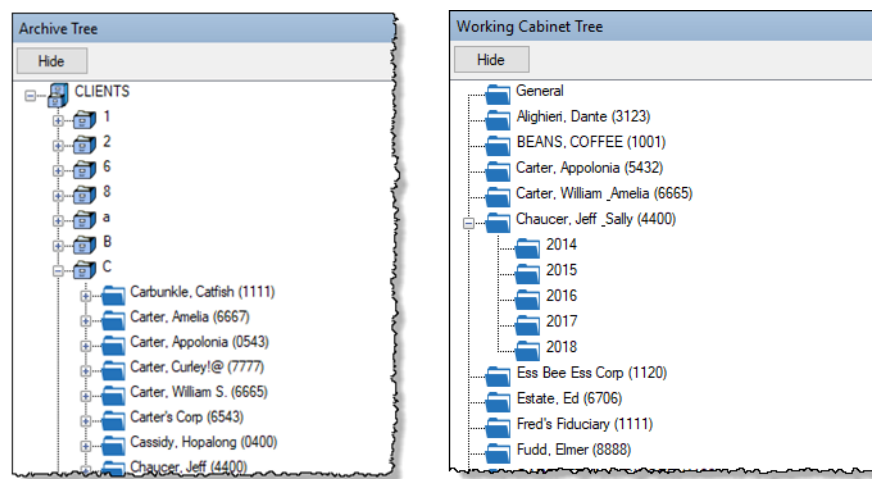 Archive Tree
Hide
CLIENTS
1
2
6
8
a
B
C
Carbunkle, Catfish (1111)
Carter, Amelia (6667)
Carter, Appolonia (0543)
Carter, Curley!@ (7777)
Carter, William S. (6665)
Carter's Corp (6543)
Cassidy, Hopalong (0400)
Chaucer, Jeff (4400)
Working Cabinet Tree
Hide
General
Alighieri, Dante (3123)
BEANS, COFFEE (1001)
Carter, Appolonia (5432)
Carter, William _Amelia (6665)
Chaucer, Jeff _Sally (4400)
2014
2015
2016
2017
2018
Ess Bee Ess Corp (1120)
Estate, Ed (6706)
Fred's Fiduciary (1111)
Fudd, Elmer (8888)